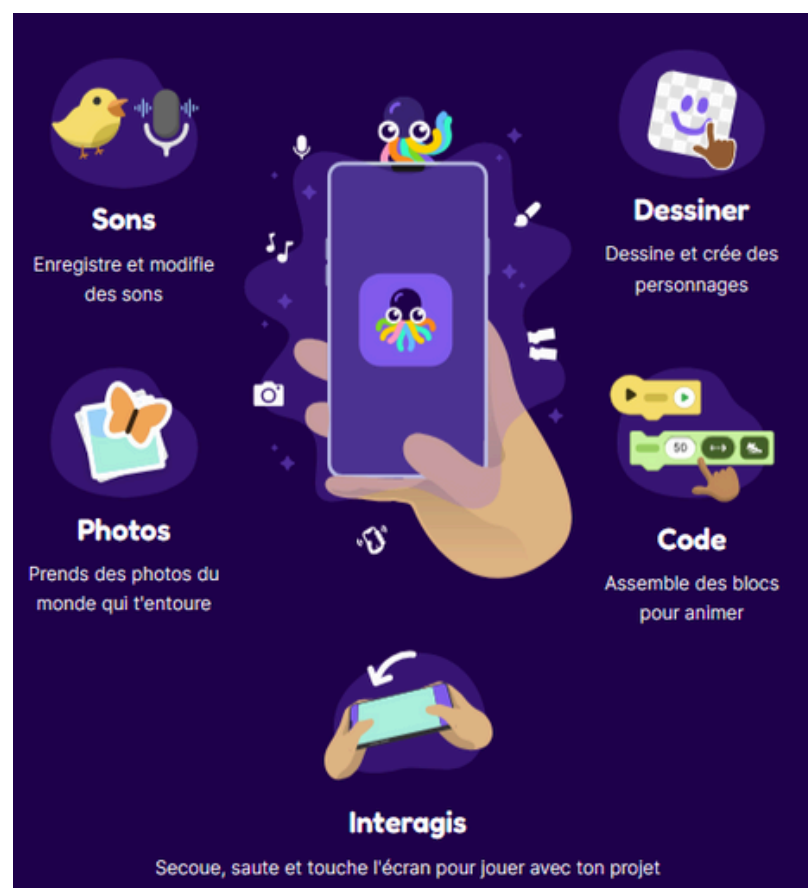 Sons
Enregistre et modifie
des sons
Dessiner
Dessine et crée des
personnages
Photos
Prends des photos du
monde qui t'entoure
50
Code
Assemble des blocs
pour animer
Interagis
Secoue, saute et touche l'écran pour jouer avec ton projet